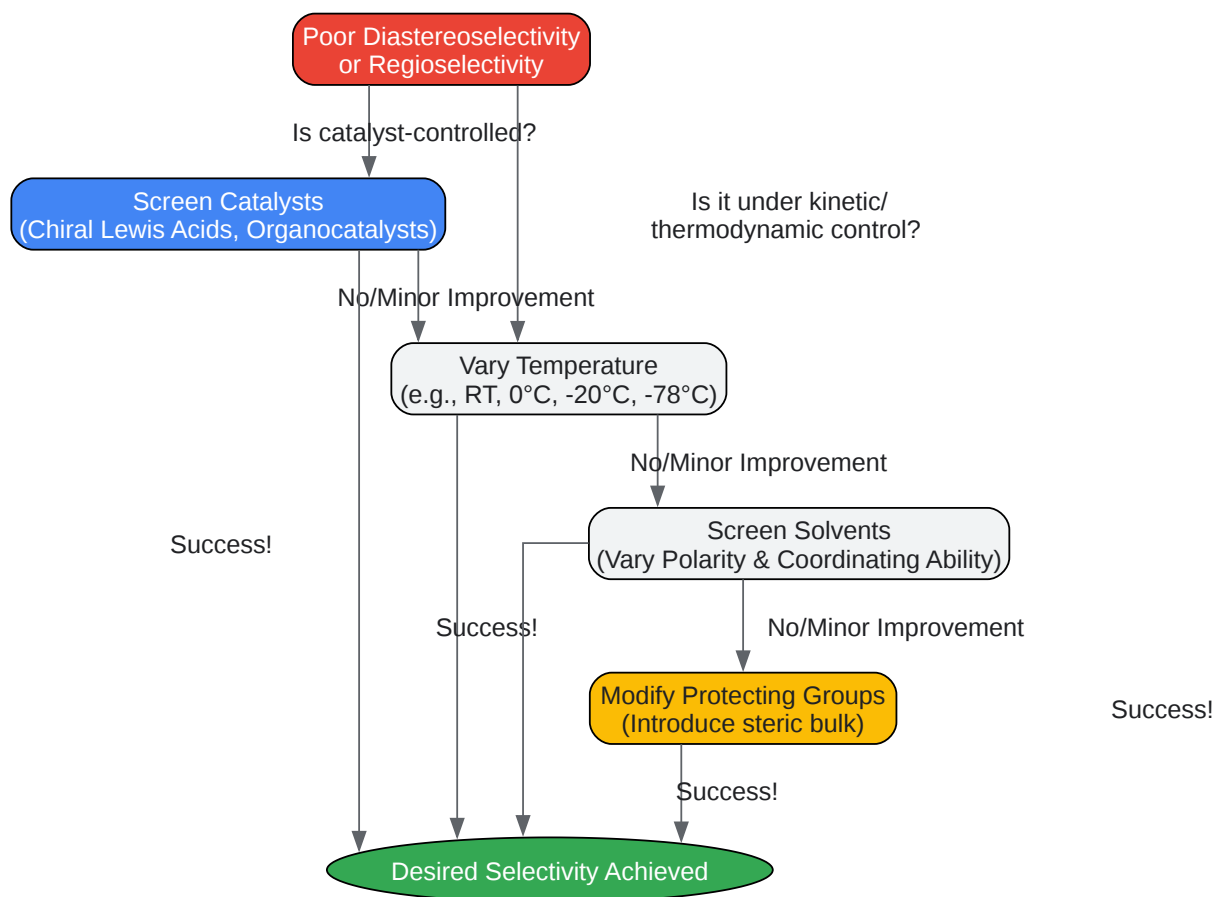 Poor Diastereoselectivity
or Regioselectivity
Is catalyst-controlled?
Screen Catalysts
(Chiral Lewis Acids, Organocatalysts)
Is it under kinetic/
thermodynamic control?
No/Minor Improvement
Vary Temperature
(e.g., RT, 0°C, -20°C, -78°C)
No/Minor Improvement
Screen Solvents
(Vary Polarity & Coordinating Ability)
Success!
Success!
No/Minor Improvement
Modify Protecting Groups
(Introduce steric bulk)
Success!
Success!
Desired Selectivity Achieved